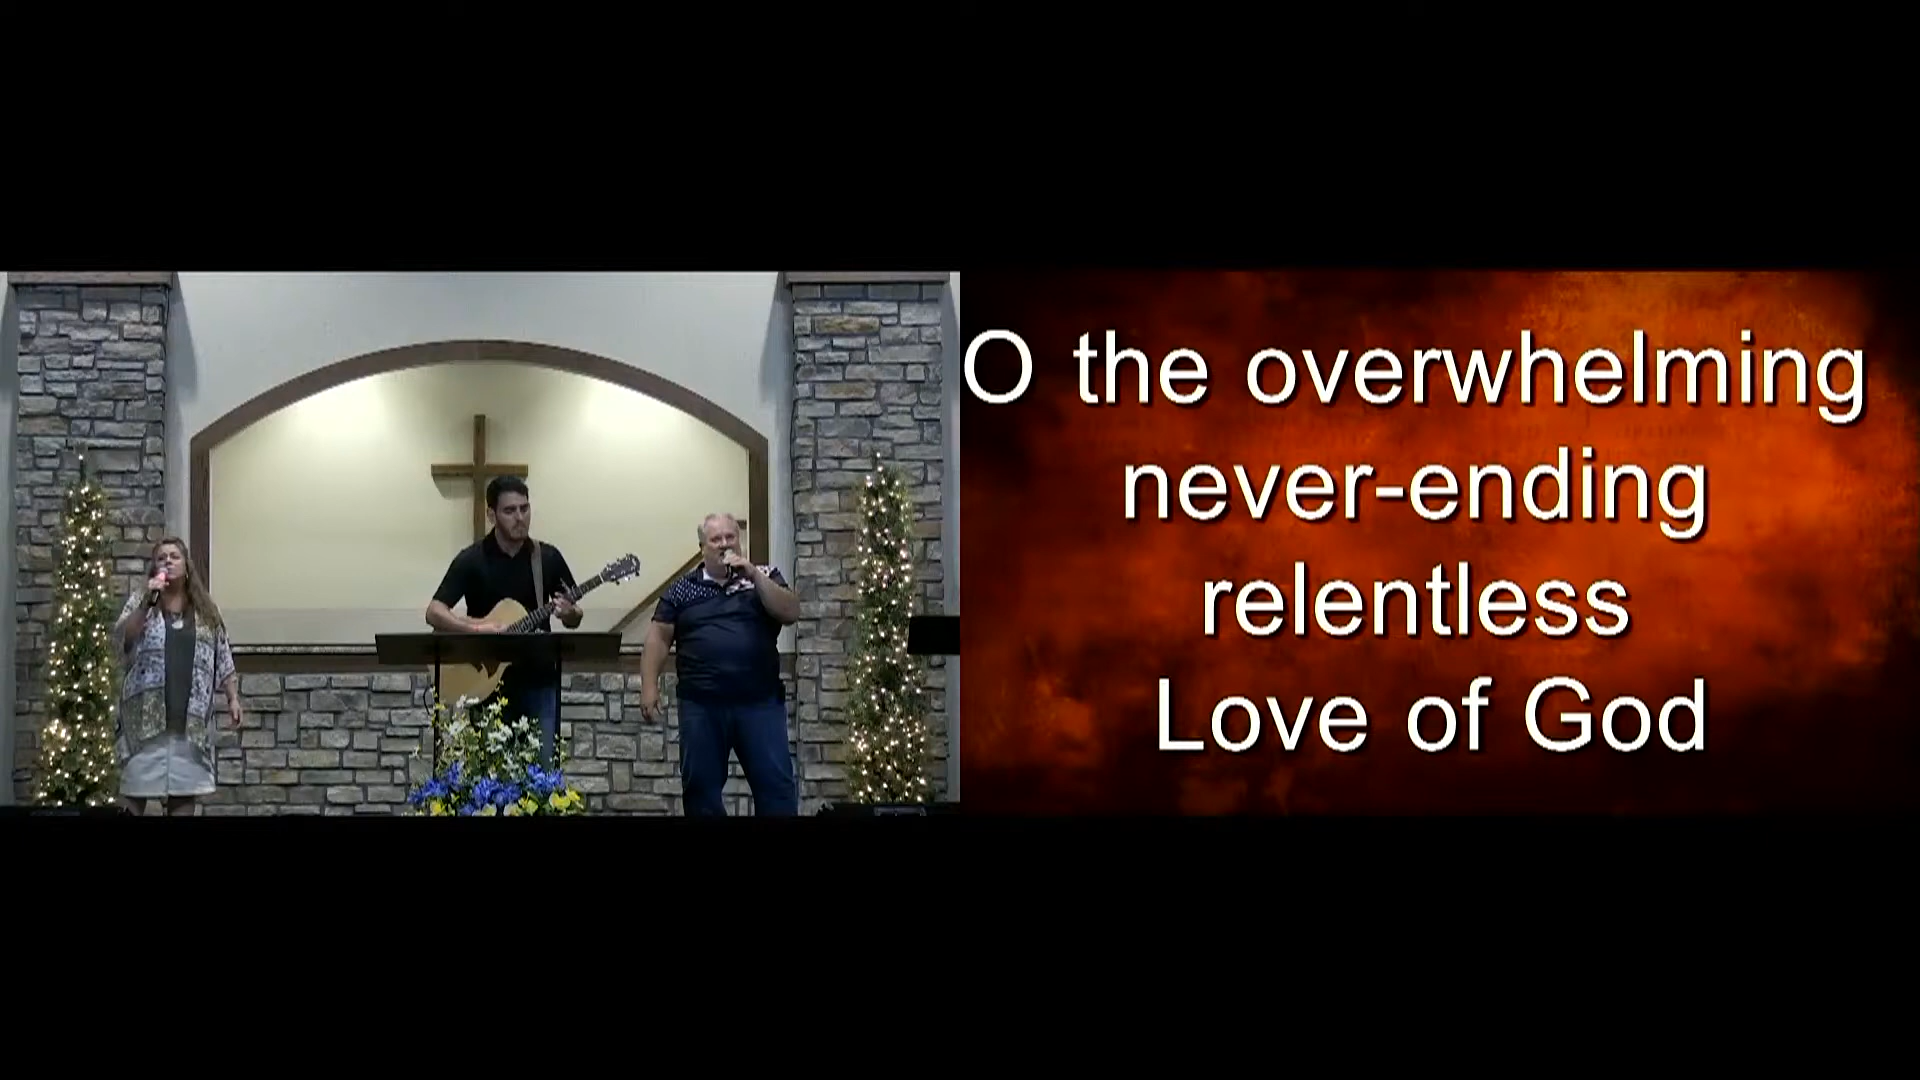 O the overwhelming
never-ending
relentless
Love of God